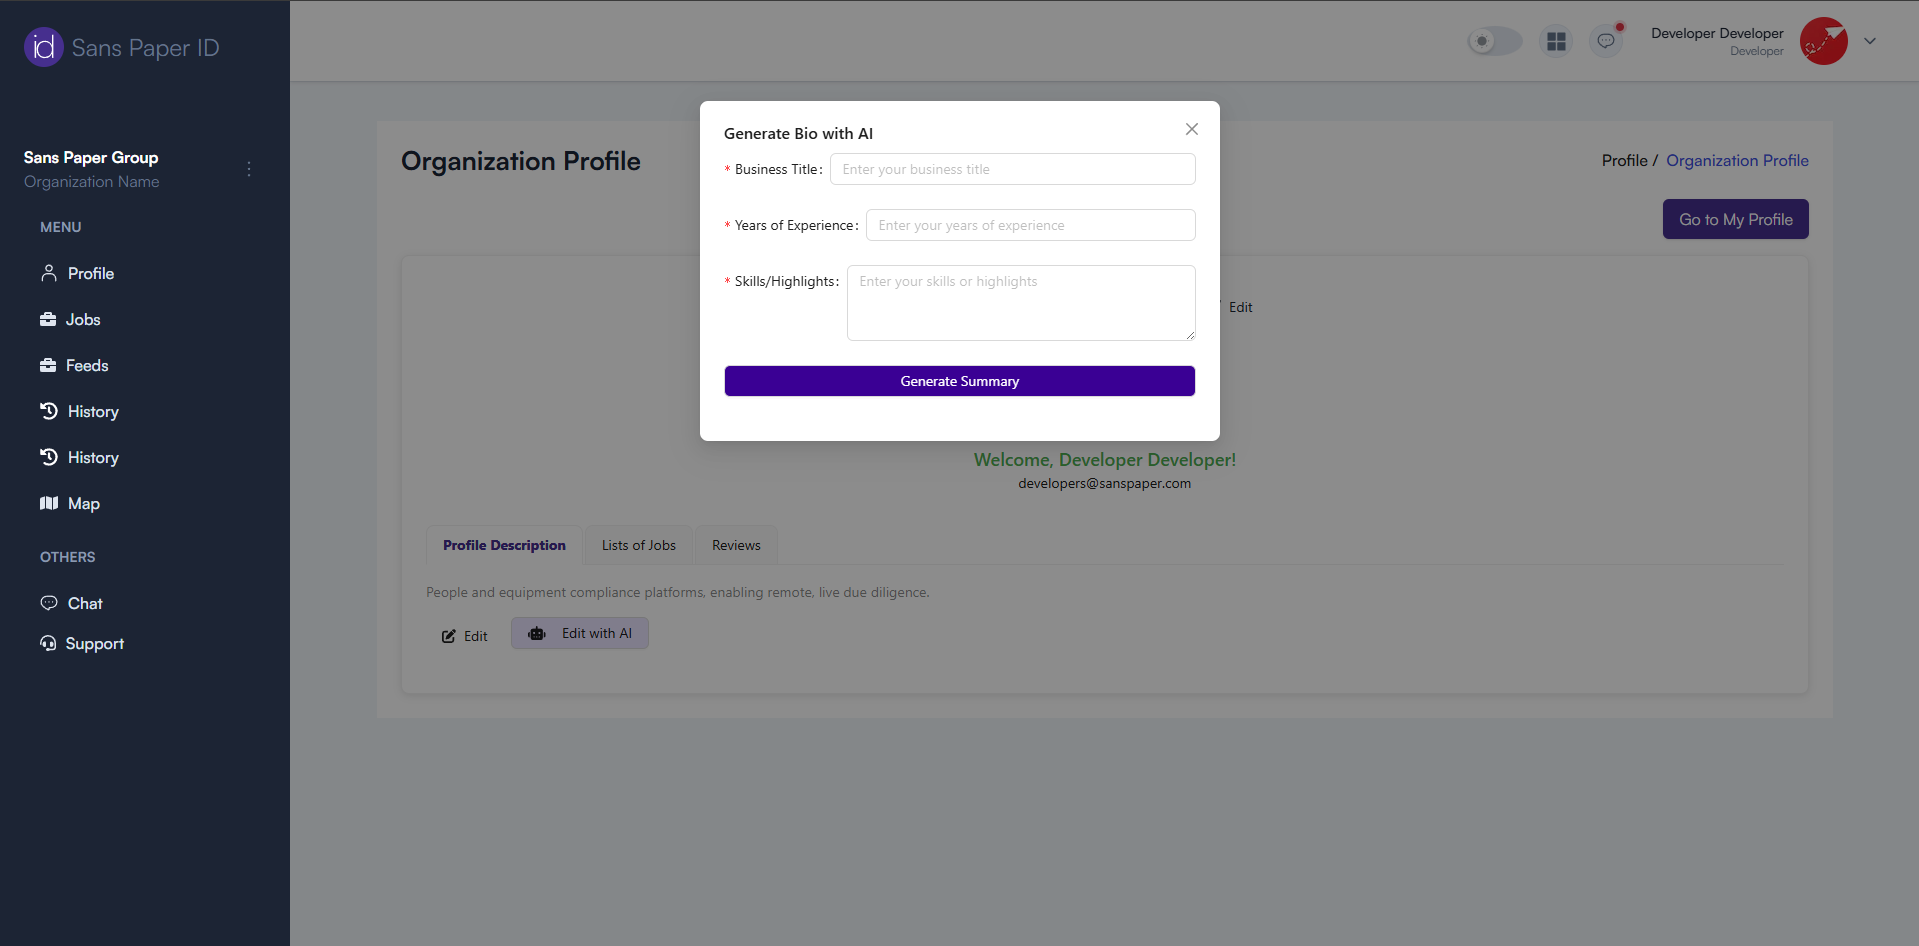 id Sans Paper ID
Sans Paper Group
Organization Name
MENU
Profile
Jobs
Feeds
History
History
Map
OTHERS
Chat
Support
Developer Developer
Developer
Organization Profile
Profile / Organization Profile
Go to My Profile
Generate Bio with AI
* Business Title: Enter your business title
* Years of Experience: Enter your years of experience
* Skills/Highlights: Enter your skills or highlights
Generate Summary
Edit
Welcome, Developer Developer!
developers@sanspaper.com
Profile Description Lists of Jobs Reviews
People and equipment compliance platforms, enabling remote, live due diligence.
Edit Edit with AI